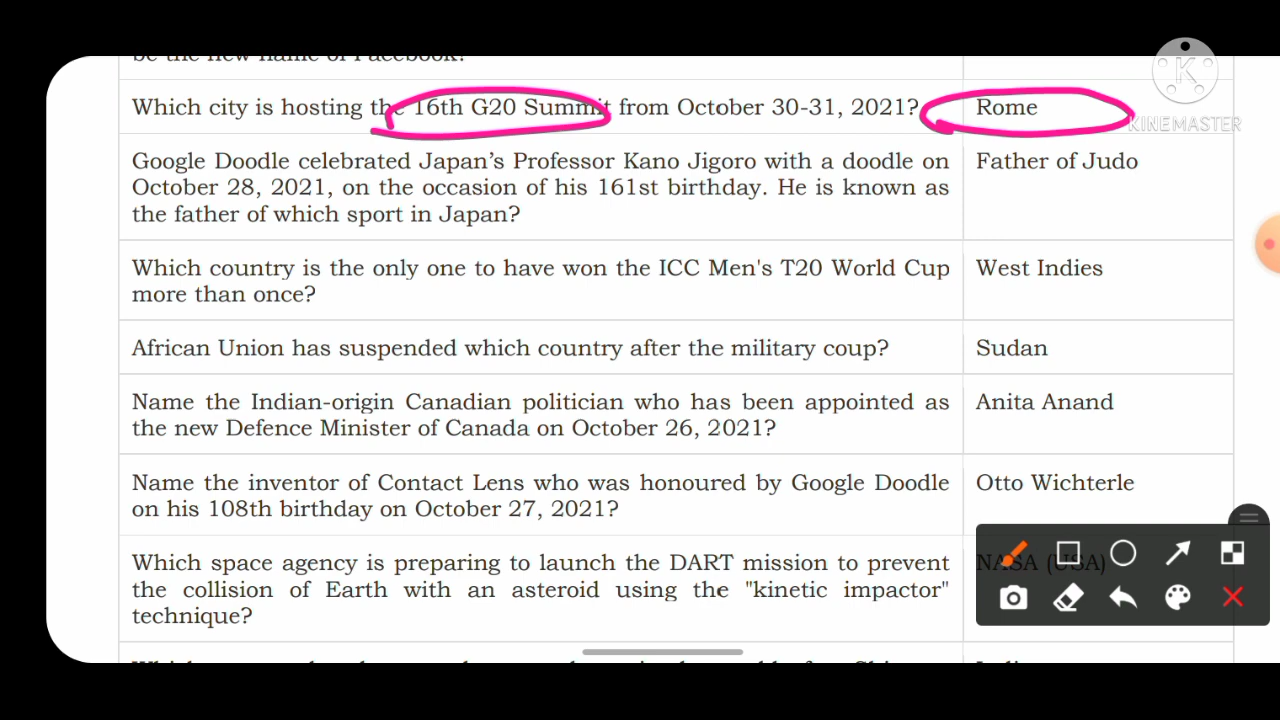 be the new name of Facebook?
Which city is hosting the 16th G20 Summit from October 30-31, 2021? Rome
KINEMASTER
Google Doodle celebrated Japan's Professor Kano Jigoro with a doodle on Father of Judo
October 28, 2021, on the occasion of his 161st birthday. He is known as
the father of which sport in Japan?
Which country is the only one to have won the ICC Men's T20 World Cup West Indies
more than once?
African Union has suspended which country after the military coup? Sudan
Name the Indian-origin Canadian politician who has been appointed as Anita Anand
the new Defence Minister of Canada on October 26, 2021?
Name the inventor of Contact Lens who was honoured by Google Doodle Otto Wichterle
on his 108th birthday on October 27, 2021?
Which space agency is preparing to launch the DART mission to prevent NASA (USA)
the collision of Earth with an asteroid using the "kinetic impactor"
technique?